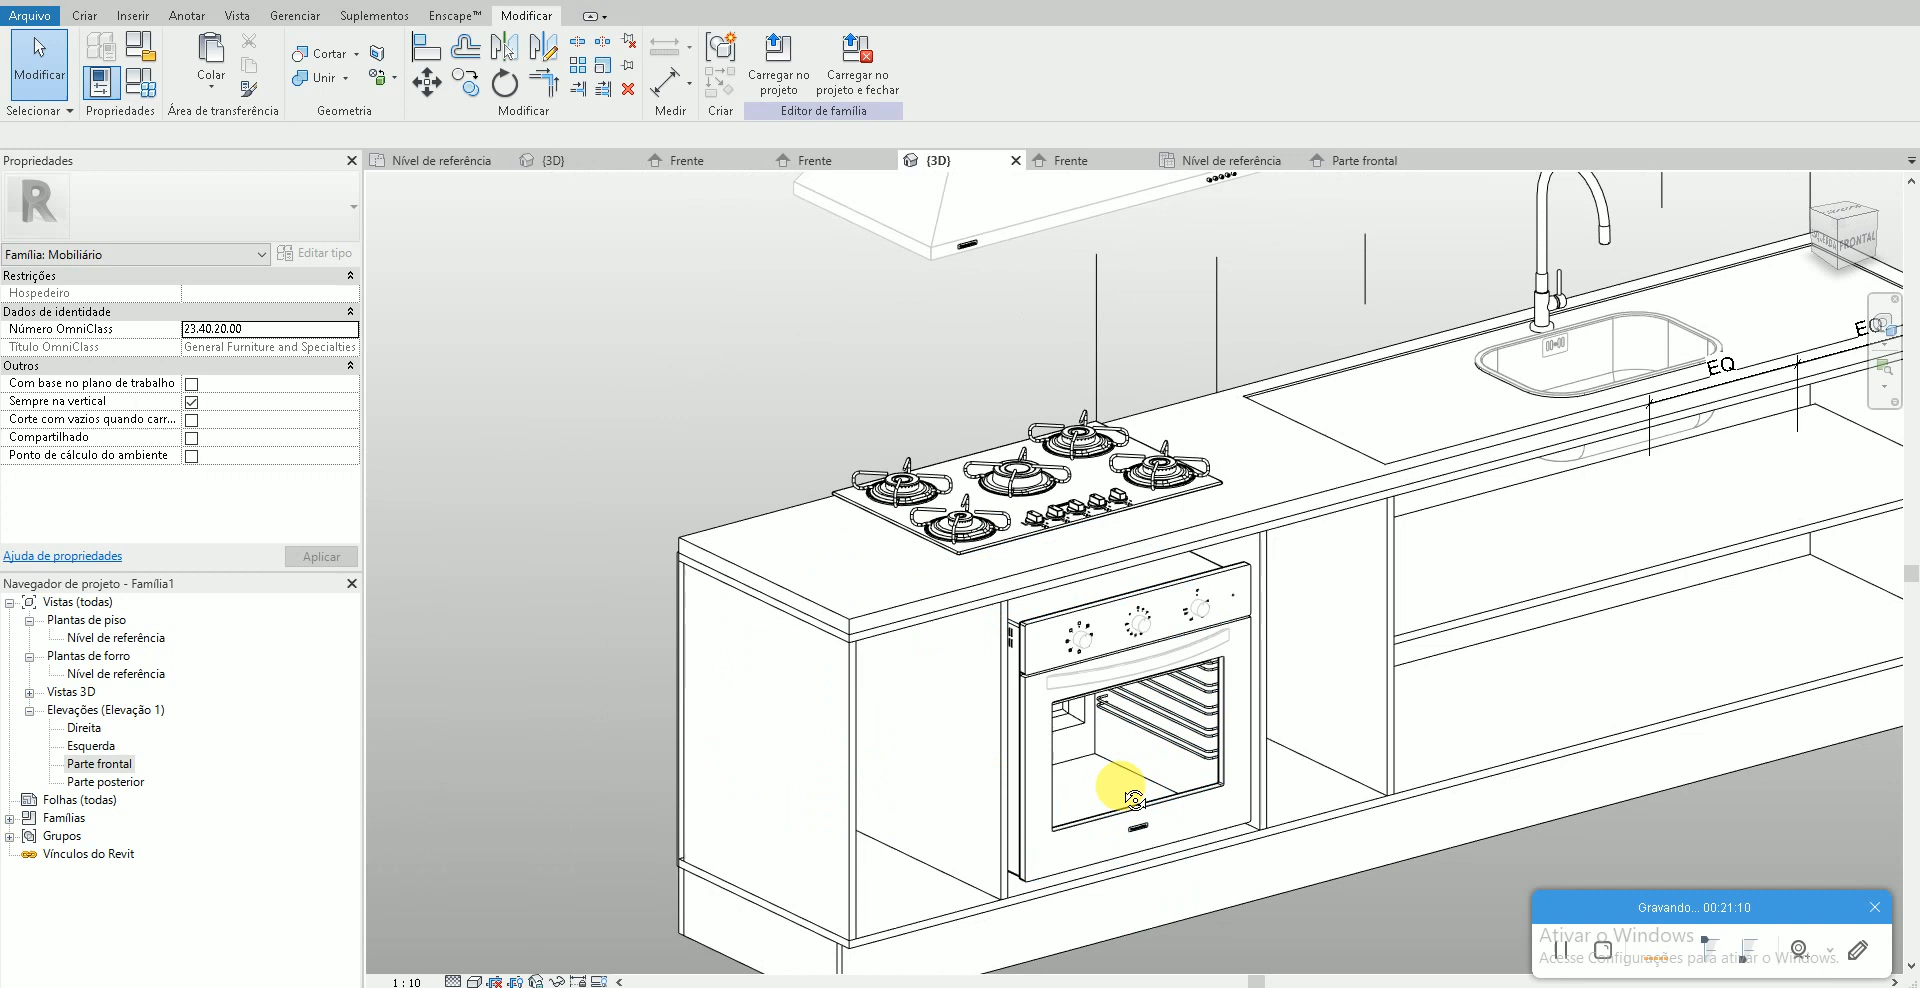 Arquivo Criar Inserir Anotar Vista Gerenciar Suplementos Enscape™ Modificar
Modificar
Selecionar
Propriedades
Colar
Área de transferência
Cortar
Unir
Geometria
Modificar
Medir
Criar
Carregar no projeto
Carregar no projeto e fechar
Editor de família
Propriedades
Nível de referência {3D} Frente Frente {3D} Frente Nível de referência Parte frontal
R
Família: Mobiliário Editar tipo
Restrições
Hospedeiro
Dados de identidade
Número OmniClass 23.40.20.00
Título OmniClass General Furniture and Specialties
Outros
Com base no plano de trabalho
Sempre na vertical
Corte com vazios quando carr...
Compartilhado
Ponto de cálculo do ambiente
Ajuda de propriedades Aplicar
Navegador de projeto - Família1
Vistas (todas)
Plantas de piso
Nível de referência
Plantas de forro
Nível de referência
Vistas 3D
Elevações (Elevação 1)
Direita
Esquerda
Parte frontal
Parte posterior
Folhas (todas)
Famílias
Grupos
Vínculos do Revit
FRONTAL
EQ
EQ
Gravando... 00:21:10
Ativar o Windows
Acesse Configurações para ativar o Windows.
1 : 10